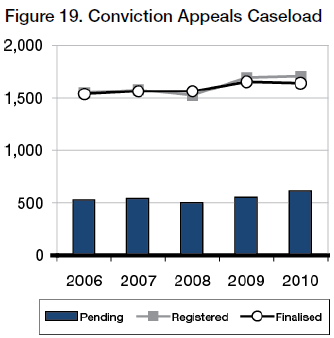 Figure 19. Conviction Appeals Caseload
2,000
1,500
1,000
500
0
2006 2007 2008 2009 2010
Pending Registered Finalised